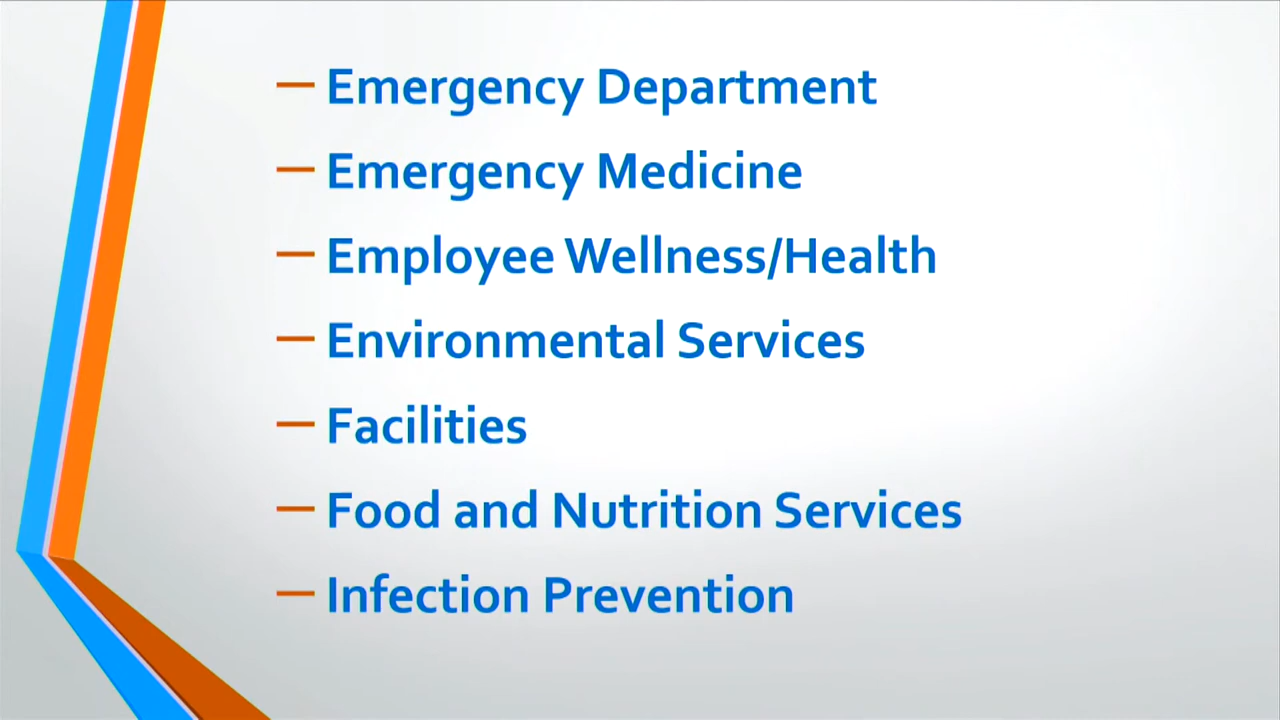 — Emergency Department
— Emergency Medicine
— Employee Wellness/Health
— Environmental Services
— Facilities
— Food and Nutrition Services
— Infection Prevention